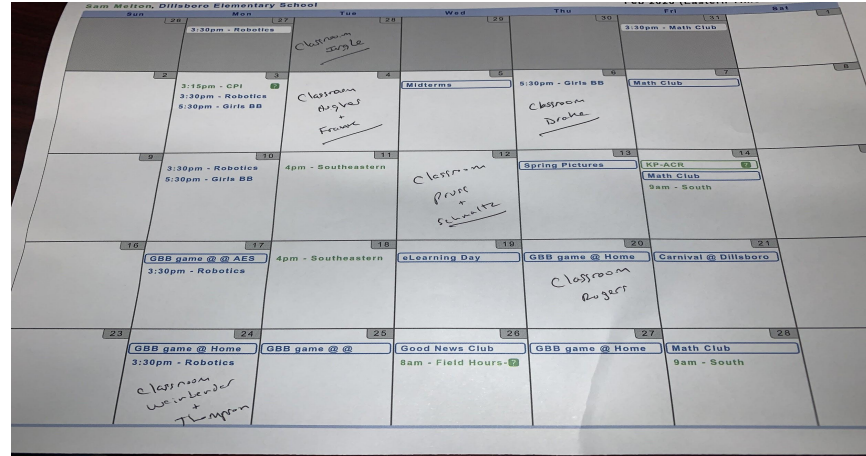 Sam Melton, Dillsboro Elementary School
Sun Mon Tue Wed Thu Fri Sat
26 27 28 29 30 31 1
3:30pm - Robotics
Classroom
3:30pm - Math Club
2 3 4 5 6 7 8
3:15pm - CPI ?
3:30pm - Robotics
5:30pm - Girls BB
Classroom
+
Midterms
5:30pm - Girls BB
Classroom
Drake
Math Club
9 10 11 12 13 14
3:30pm - Robotics
5:30pm - Girls BB
4pm - Southeastern
Classroom
Pruss
+
Schmaltz
Spring Pictures
KP-ACR ?
Math Club
9am - South
16 17 18 19 20 21
GBB game @ @ AES
3:30pm - Robotics
4pm - Southeastern
eLearning Day
GBB game @ Home
Classroom
Rogers
Carnival @ Dillsboro
23 24 25 26 27 28
GBB game @ Home
3:30pm - Robotics
Classroom
+
Thompson
GBB game @ @
Good News Club
8am - Field Hours- ?
GBB game @ Home
Math Club
9am - South